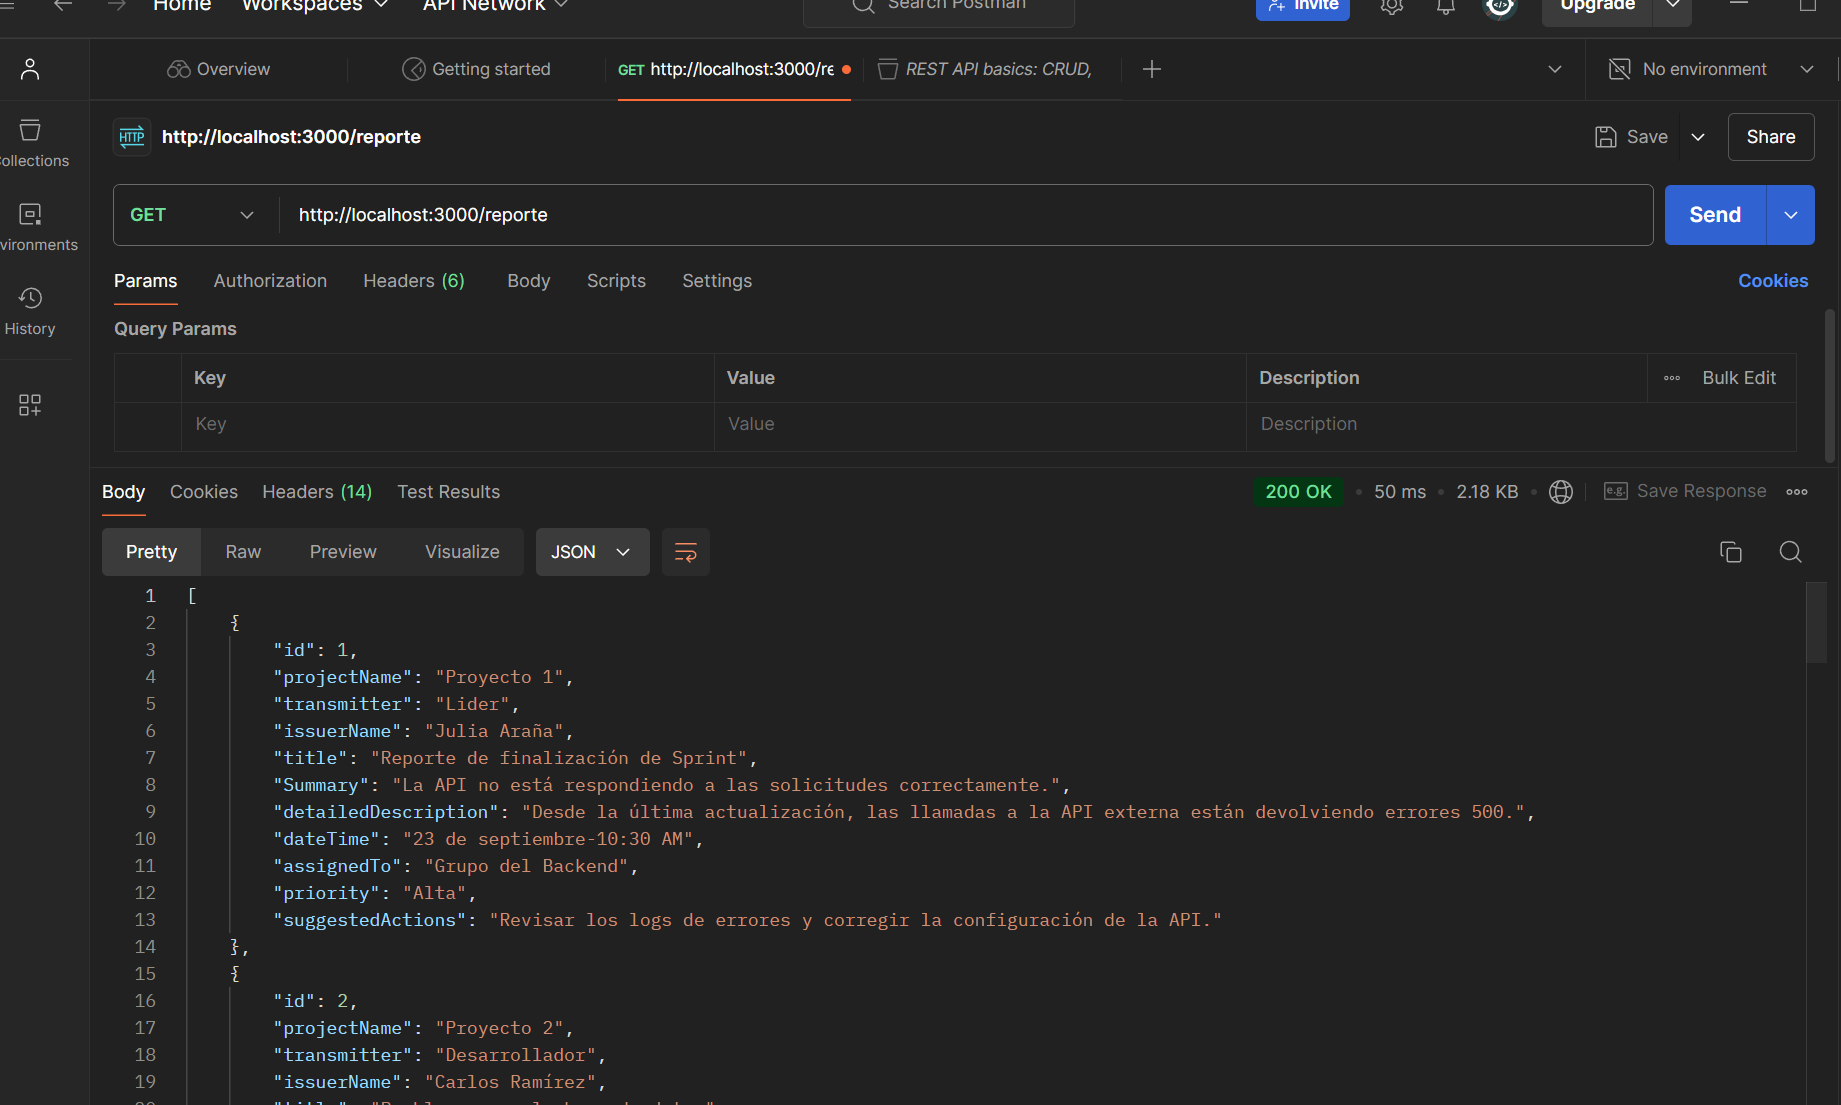 Home Workspaces API Network Search Postman Invite Upgrade
Overview Getting started GET http://localhost:3000/re REST API basics: CRUD, No environment
HTTP http://localhost:3000/reporte Save Share
GET http://localhost:3000/reporte Send
Params Authorization Headers (6) Body Scripts Settings Cookies
ollections
vironments
History
Query Params
Key Value Description Bulk Edit
Key Value Description
Body Cookies Headers (14) Test Results 200 OK 50 ms 2.18 KB e.g. Save Response
Pretty Raw Preview Visualize JSON
1 [
2 {
3 "id": 1,
4 "projectName": "Proyecto 1",
5 "transmitter": "Lider",
6 "issuerName": "Julia Araña",
7 "title": "Reporte de finalización de Sprint",
8 "Summary": "La API no está respondiendo a las solicitudes correctamente.",
9 "detailedDescription": "Desde la última actualización, las llamadas a la API externa están devolviendo errores 500.",
10 "dateTime": "23 de septiembre-10:30 AM",
11 "assignedTo": "Grupo del Backend",
12 "priority": "Alta",
13 "suggestedActions": "Revisar los logs de errores y corregir la configuración de la API."
14 },
15 {
16 "id": 2,
17 "projectName": "Proyecto 2",
18 "transmitter": "Desarrollador",
19 "issuerName": "Carlos Ramírez",